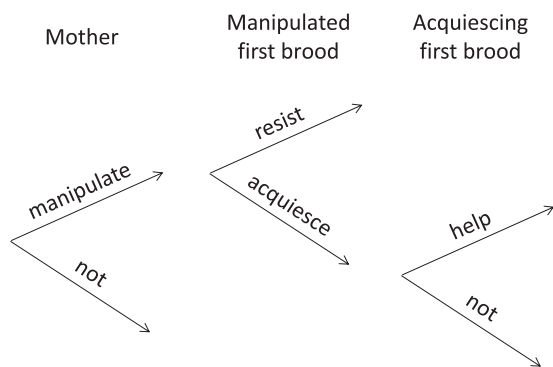 Mother
Manipulated
first brood
Acquiescing
first brood
manipulate
not
resist
acquiesce
help
not